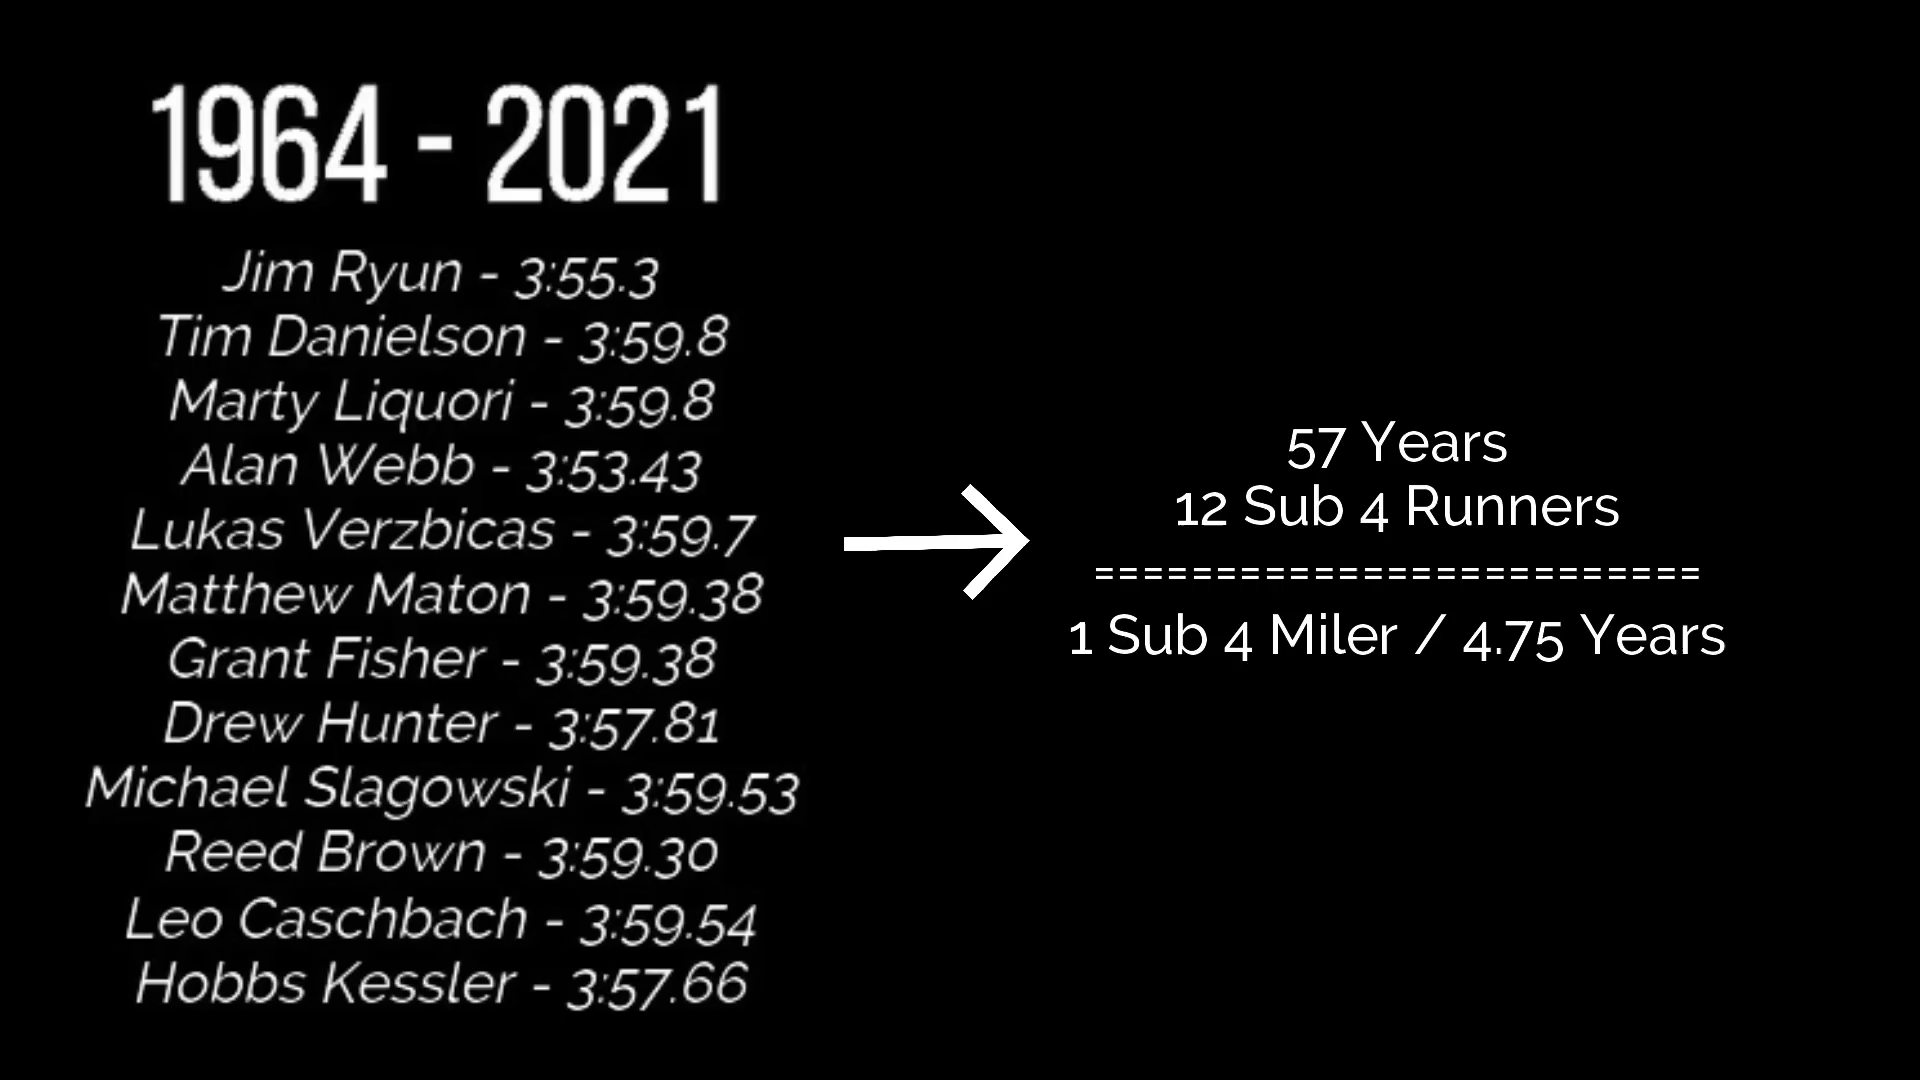 1964 - 2021
Jim Ryun - 3:55.3
Tim Danielson - 3:59.8
Marty Liquori - 3:59.8
Alan Webb - 3:53.43
Lukas Verzbicas - 3:59.7
Matthew Maton - 3:59.38
Grant Fisher - 3:59.38
Drew Hunter - 3:57.81
Michael Slagowski - 3:59.53
Reed Brown - 3:59.30
Leo Caschbach - 3:59.54
Hobbs Kessler - 3:57.66
57 Years
12 Sub 4 Runners
=========================
1 Sub 4 Miler / 4.75 Years